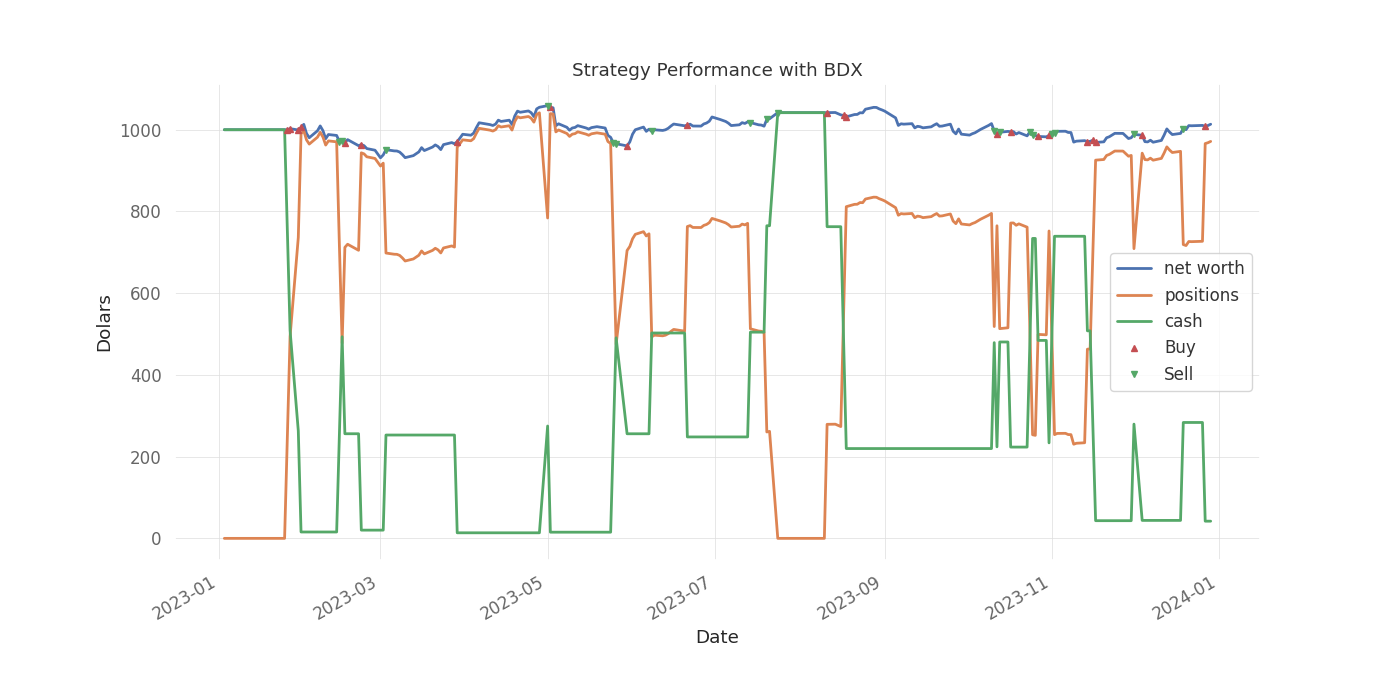 Strategy Performance with BDX
Dolars
1000
800
600
400
200
0
net worth
positions
cash
Buy
Sell
2023-01
2023-03
2023-05
2023-07
2023-09
2023-11
2024-01
Date